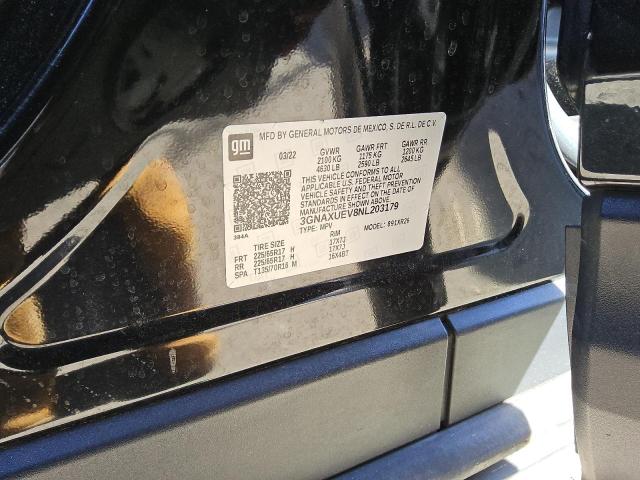 gm
MFD BY GENERAL MOTORS DE MEXICO, S. DE R.L. DE C.V.
03/22 GVWR GAWR FRT GAWR RR
2100 KG 1175 KG 1200 KG
4630 LB 2590 LB 2645 LB
THIS VEHICLE CONFORMS TO ALL
APPLICABLE U.S. FEDERAL MOTOR
VEHICLE SAFETY AND THEFT PREVENTION
STANDARDS IN EFFECT ON THE DATE OF
MANUFACTURE SHOWN ABOVE.
3GNAXUEV8NL203179
384A TYPE: MPV MODEL: 891XR26
TIRE SIZE RIM
FRT 225/65R17 H 17X7J
RR 225/65R17 H 17X7J
SPA T135/70R16 M 16X4BT